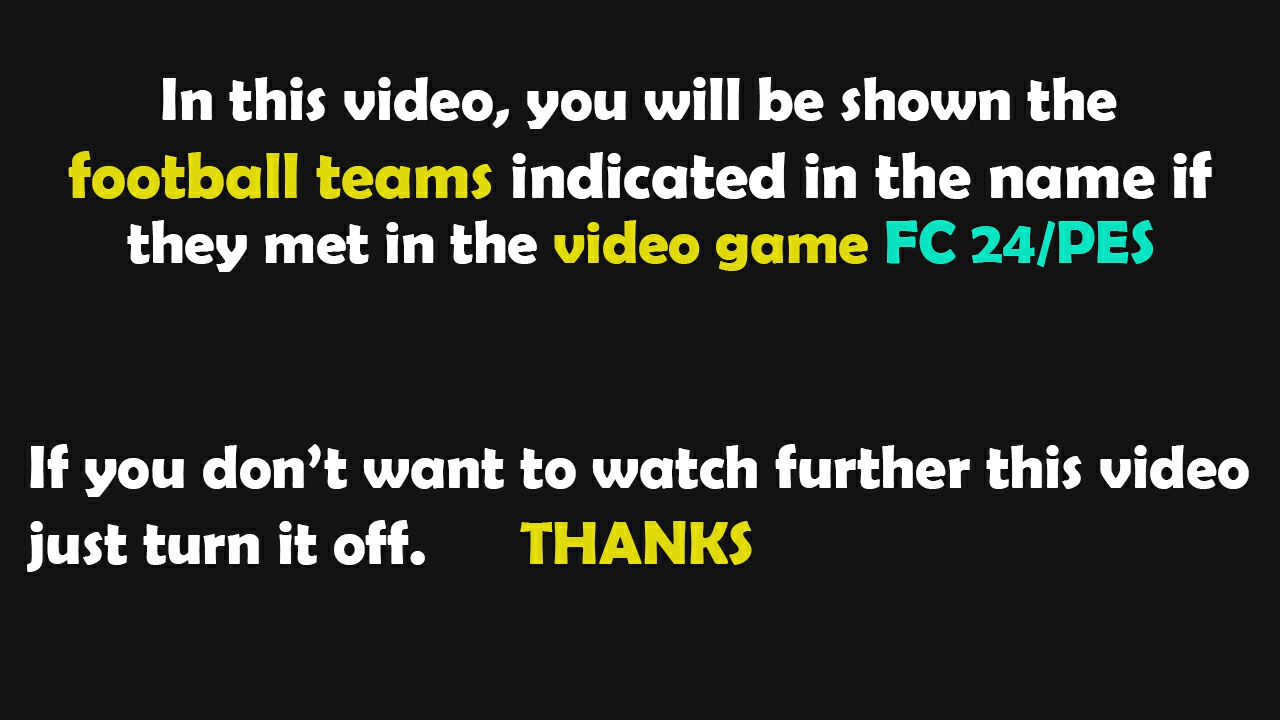 In this video, you will be shown the
football teams indicated in the name if
they met in the video game FC 24/PES
If you don’t want to watch further this video
just turn it off. THANKS